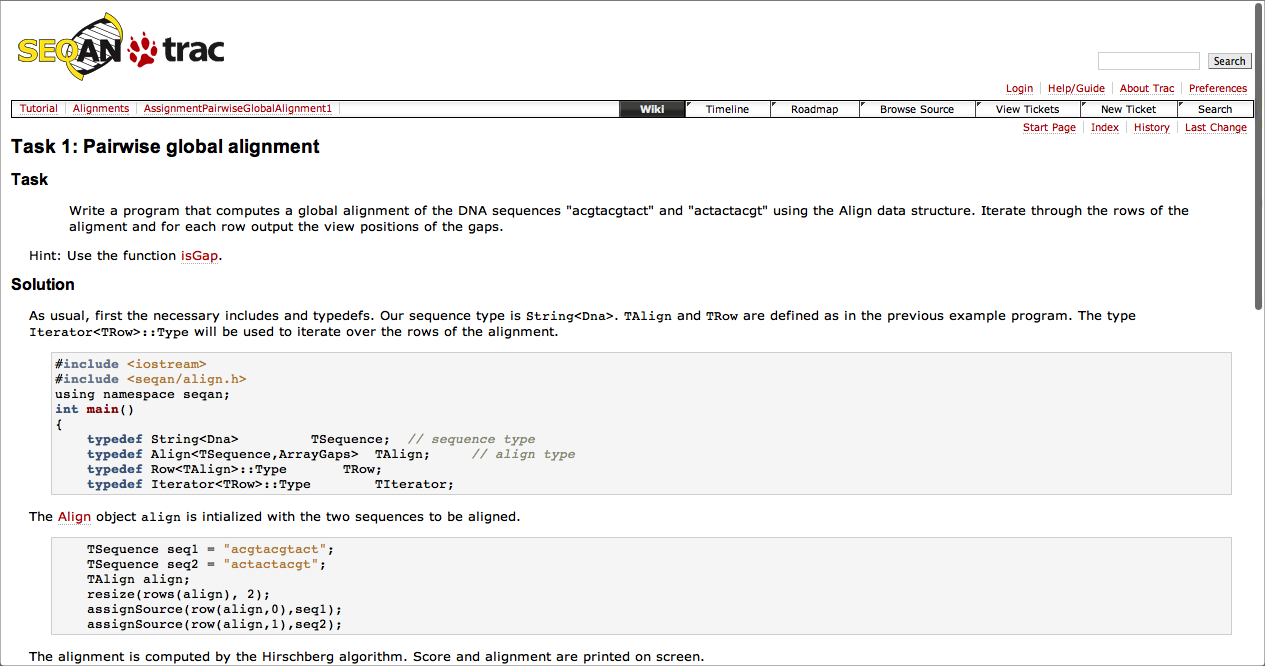 SEQAN trac
Search
Login Help/Guide About Trac Preferences
Tutorial Alignments AssignmentPairwiseGlobalAlignment1 Wiki Timeline Roadmap Browse Source View Tickets New Ticket Search
Start Page Index History Last Change
Task 1: Pairwise global alignment
Task
Write a program that computes a global alignment of the DNA sequences "acgtacgtact" and "actactacgt" using the Align data structure. Iterate through the rows of the
aligment and for each row output the view positions of the gaps.
Hint: Use the function isGap.
Solution
As usual, first the necessary includes and typedefs. Our sequence type is String<Dna>. TAlign and TRow are defined as in the previous example program. The type
Iterator<TRow>::Type will be used to iterate over the rows of the alignment.
#include <iostream>
#include <seqan/align.h>
using namespace seqan;
int main()
{
typedef String<Dna> TSequence; // sequence type
typedef Align<TSequence,ArrayGaps> TAlign; // align type
typedef Row<TAlign>::Type TRow;
typedef Iterator<TRow>::Type TIterator;
The Align object align is intialized with the two sequences to be aligned.
TSequence seq1 = "acgtacgtact";
TSequence seq2 = "actactacgt";
TAlign align;
resize(rows(align), 2);
assignSource(row(align,0),seq1);
assignSource(row(align,1),seq2);
The alignment is computed by the Hirschberg algorithm. Score and alignment are printed on screen.